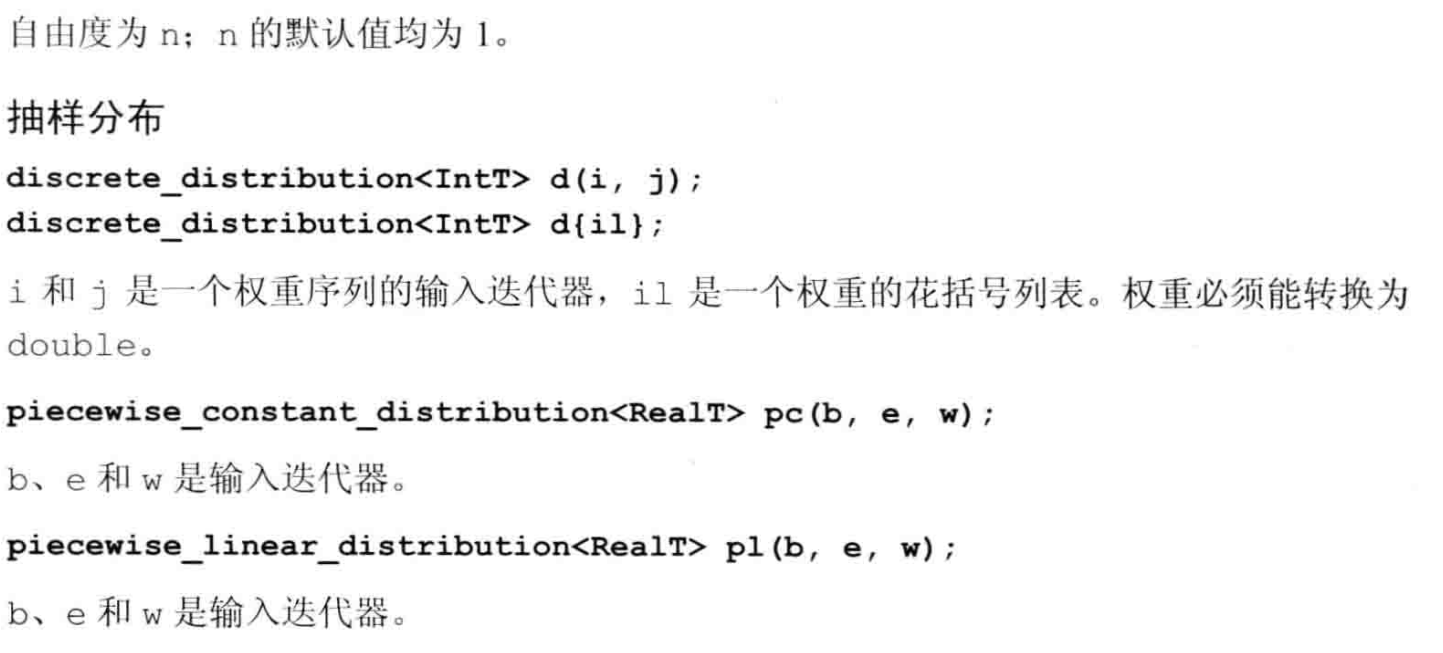 自由度为 n；n 的默认值均为 1。
抽样分布
discrete_distribution<IntT> d(i, j);
discrete_distribution<IntT> d{il};
i 和 j 是一个权重序列的输入迭代器，il 是一个权重的花括号列表。权重必须能转换为
double。
piecewise_constant_distribution<RealT> pc(b, e, w);
b、e 和 w 是输入迭代器。
piecewise_linear_distribution<RealT> pl(b, e, w);
b、e 和 w 是输入迭代器。